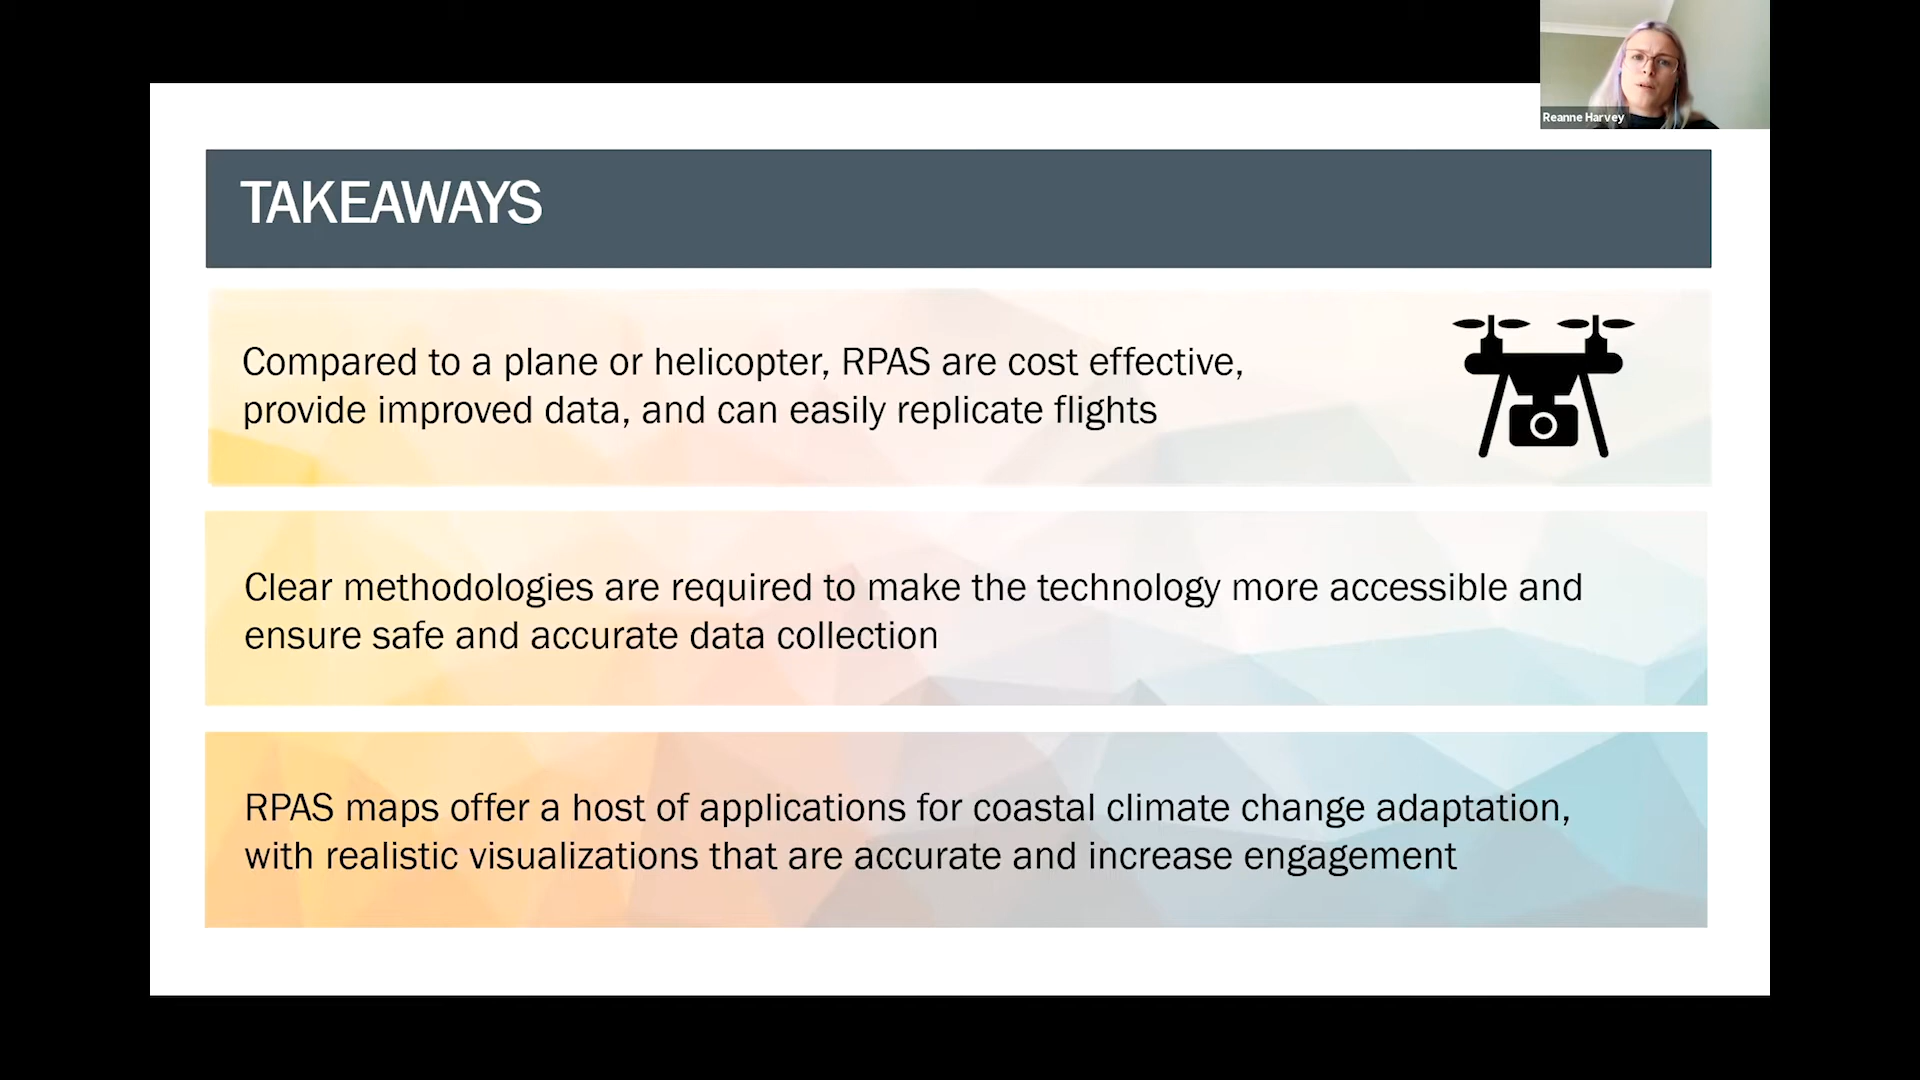 Reanne Harvey
TAKEAWAYS
Compared to a plane or helicopter, RPAS are cost effective,
provide improved data, and can easily replicate flights
Clear methodologies are required to make the technology more accessible and
ensure safe and accurate data collection
RPAS maps offer a host of applications for coastal climate change adaptation,
with realistic visualizations that are accurate and increase engagement